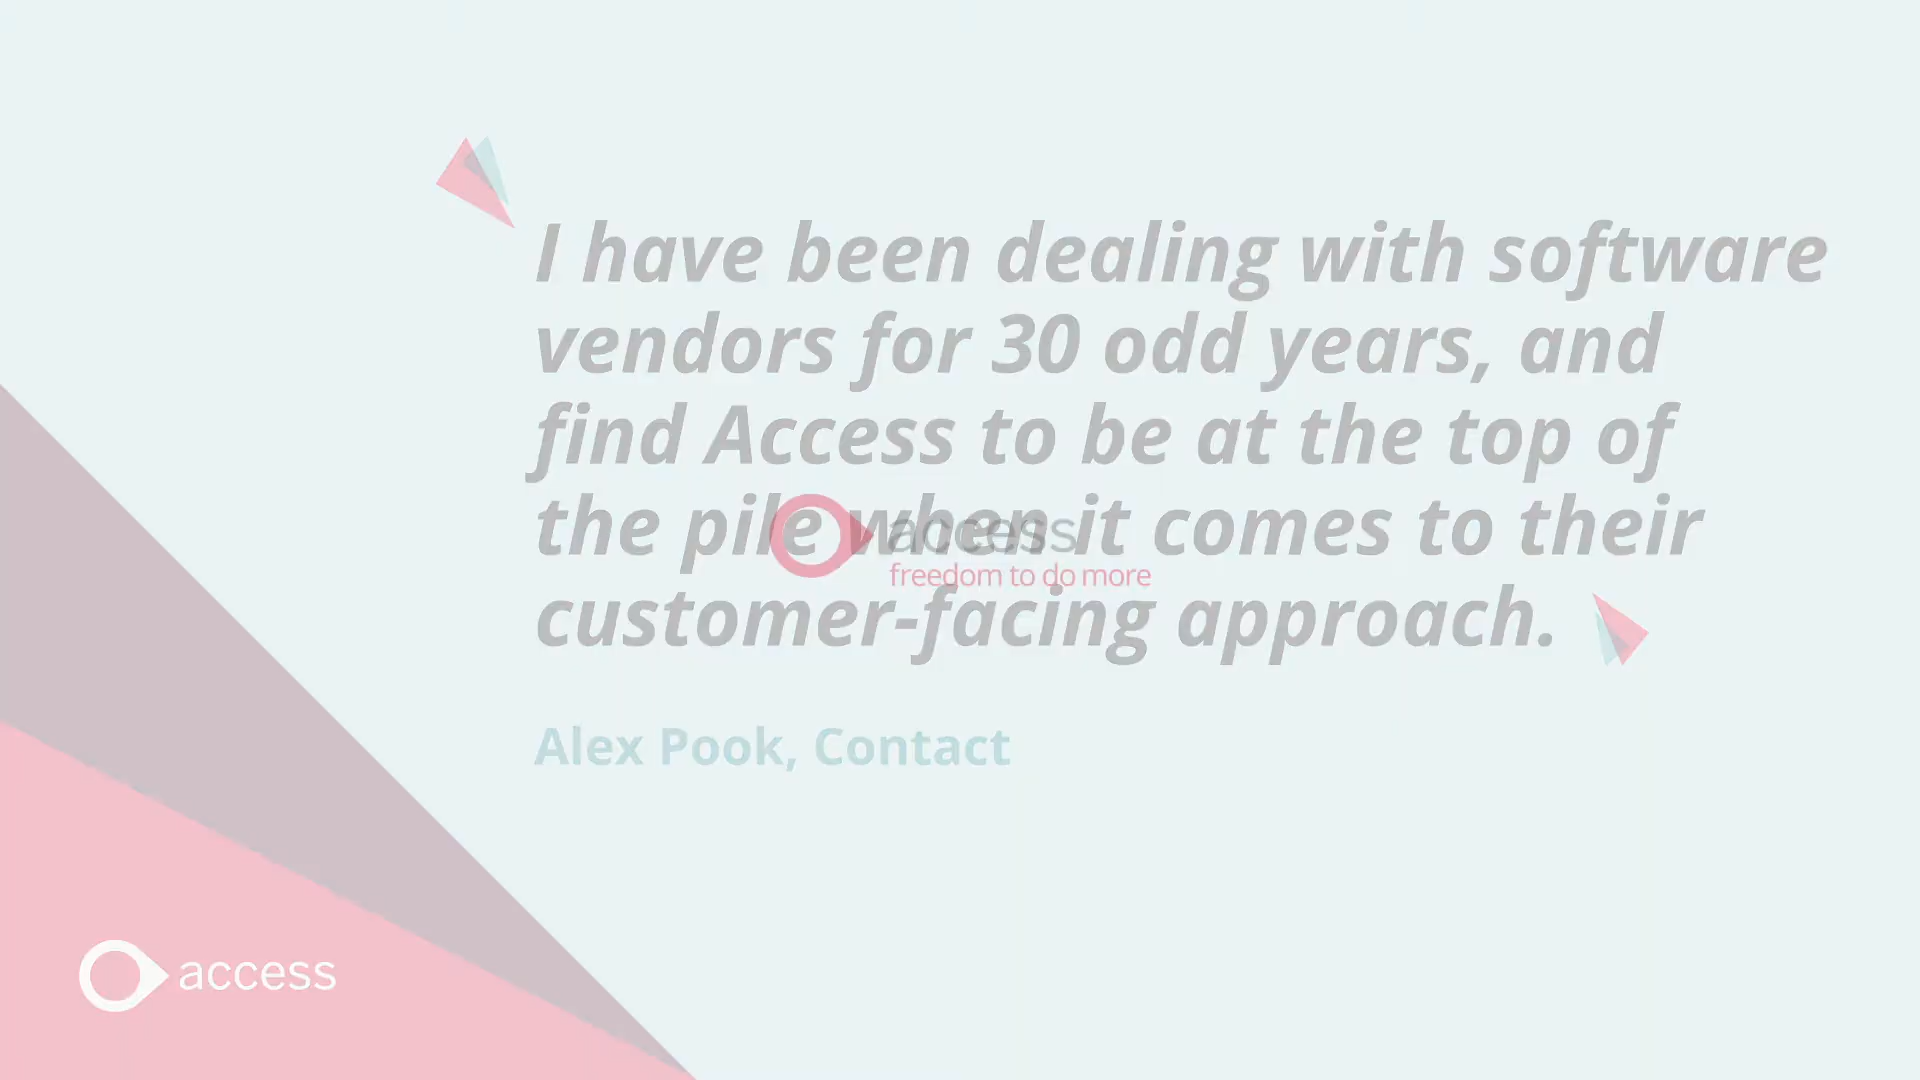 I have been dealing with software
vendors for 30 odd years, and
find Access to be at the top of
the pile when it comes to their
customer-facing approach.
access
freedom to do more
Alex Pook, Contact
access